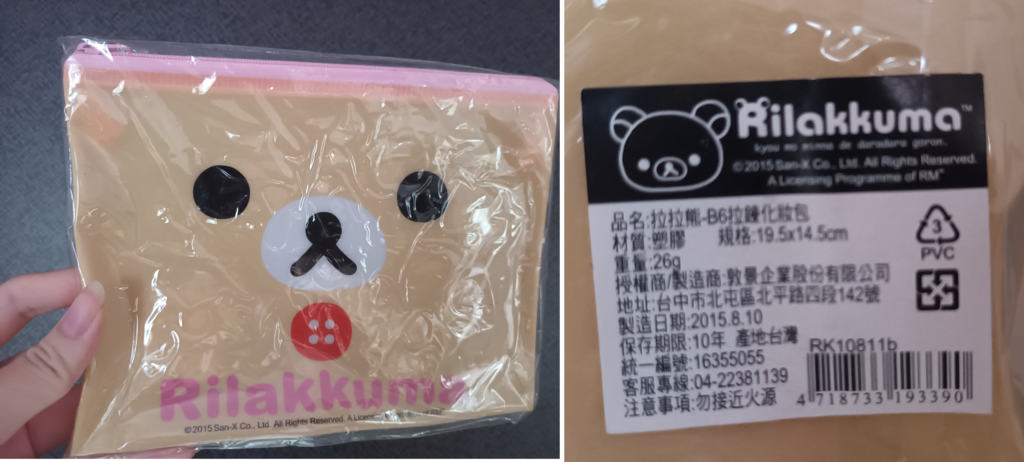 Rilakkuma
©2015 San-X Co., Ltd. All Rights Reserved. A Licensing Programme of RM
Rilakkuma™
kyou mo minna de daradara goron.
©2015 San-X Co., Ltd. All Rights Reserved.
A Licensing Programme of RM™
品名:拉拉熊-B6拉鍊化妝包
材質:塑膠 規格:19.5x14.5cm
重量:26g
授權商/製造商:敦景企業股份有限公司
地址:台中市北屯區北平路四段142號
製造日期:2015.8.10
保存期限:10年 產地台灣
統一編號:16355055
客服專線:04-22381139
注意事項:勿接近火源
3
PVC
RK10811b
4 718733 193390